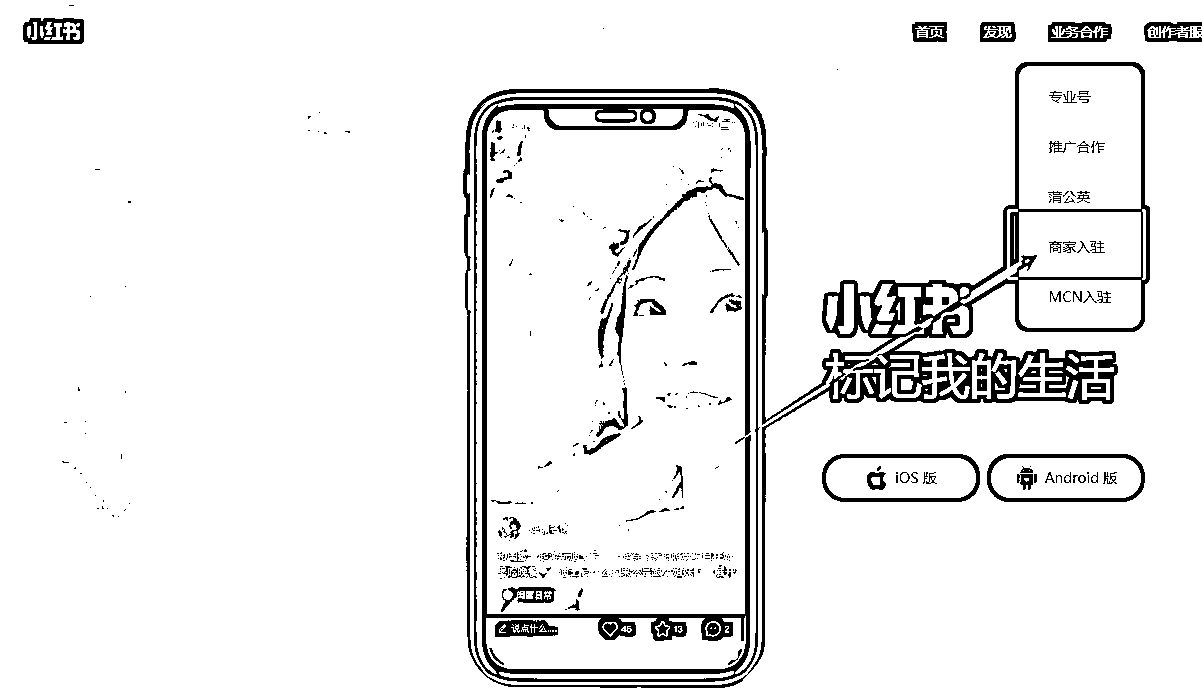 小红书
首页 发现 业务合作 创作者服
专业号
推广合作
蒲公英
商家入驻
MCN入驻
小红书
标记我的生活
iOS 版 Android 版
说点什么... 45 13 2